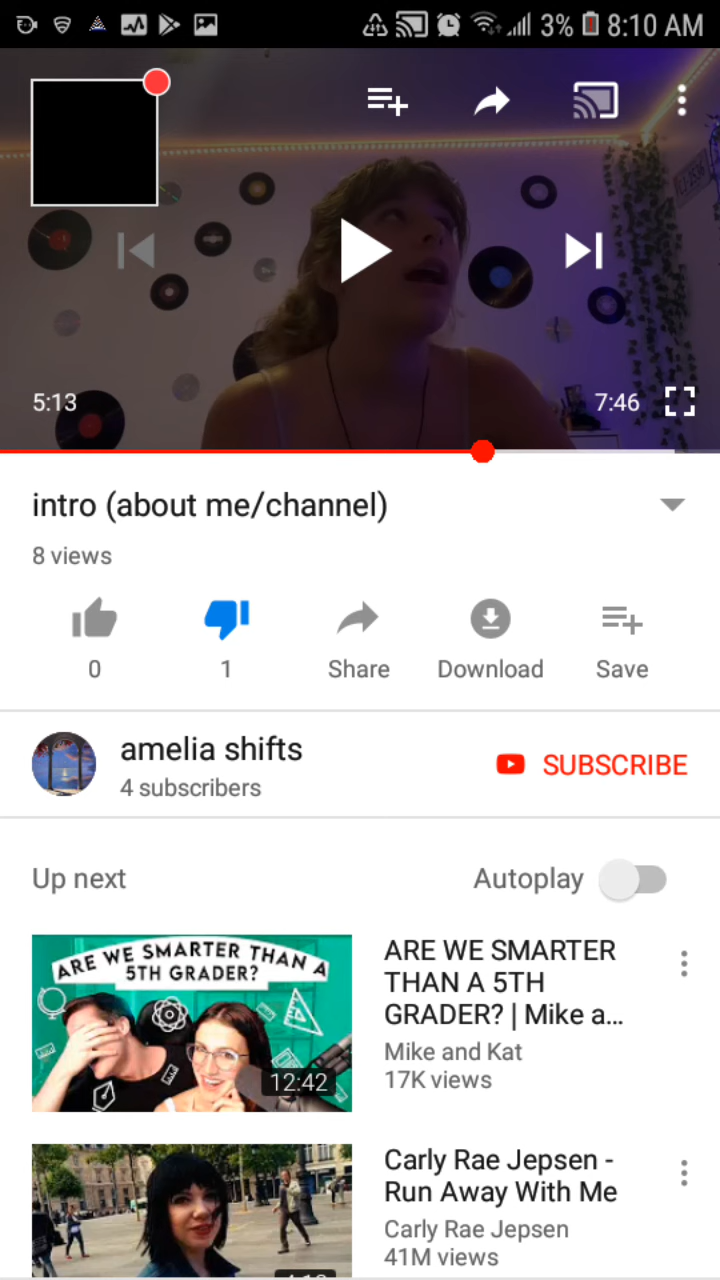 3% 8:10 AM
5:13
7:46
intro (about me/channel)
8 views
0
1
Share
Download
Save
amelia shifts
4 subscribers
SUBSCRIBE
Up next
Autoplay
ARE WE SMARTER THAN A
5TH GRADER?
12:42
ARE WE SMARTER
THAN A 5TH
GRADER? | Mike a...
Mike and Kat
17K views
Carly Rae Jepsen -
Run Away With Me
Carly Rae Jepsen
41M views